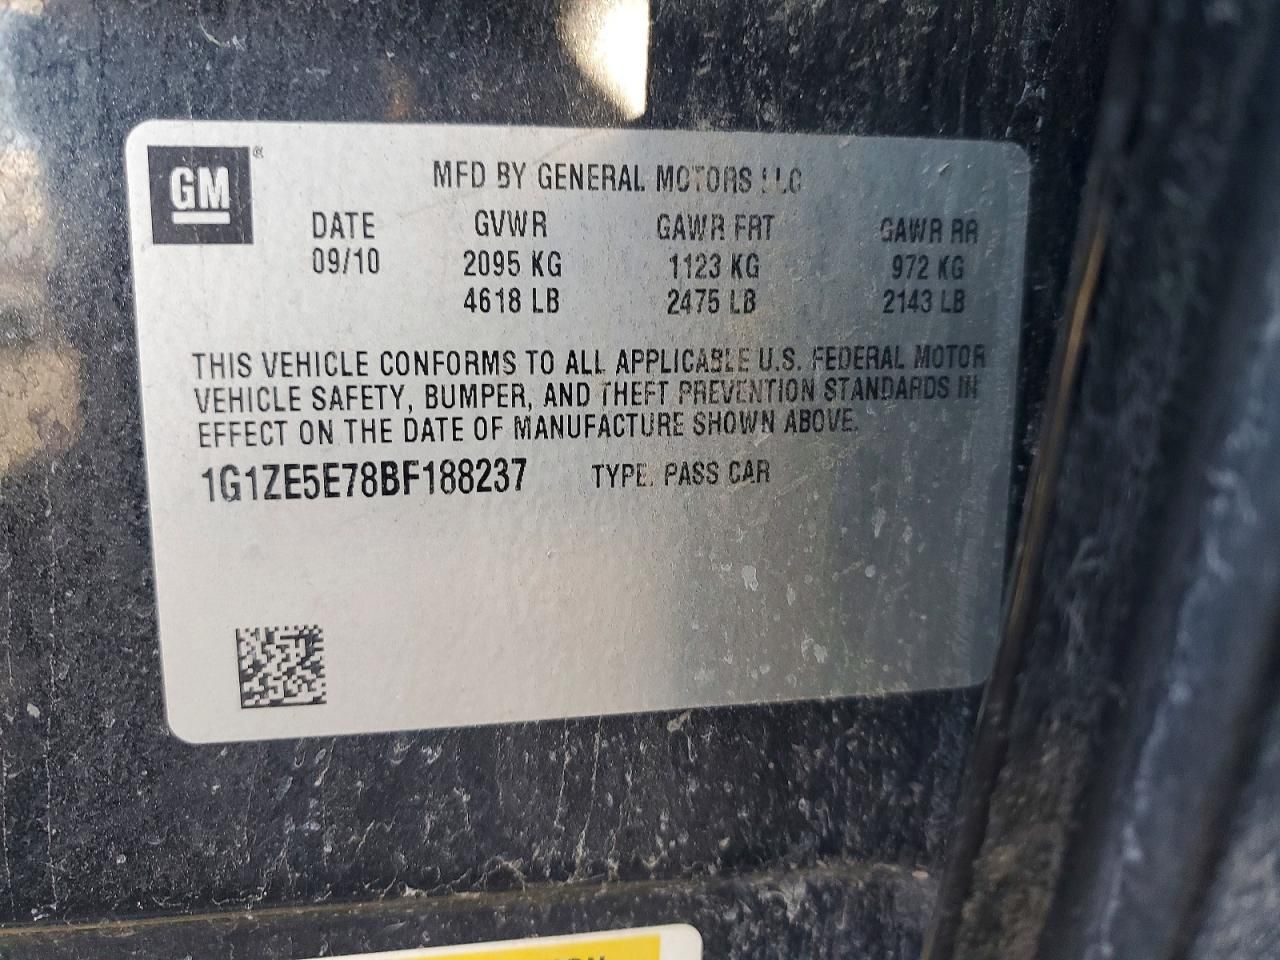 GM ®
MFD BY GENERAL MOTORS LLC
DATE GVWR GAWR FRT GAWR RR
09/10 2095 KG 1123 KG 972 KG
4618 LB 2475 LB 2143 LB
THIS VEHICLE CONFORMS TO ALL APPLICABLE U.S. FEDERAL MOTOR
VEHICLE SAFETY, BUMPER, AND THEFT PREVENTION STANDARDS IN
EFFECT ON THE DATE OF MANUFACTURE SHOWN ABOVE.
1G1ZE5E78BF188237 TYPE: PASS CAR